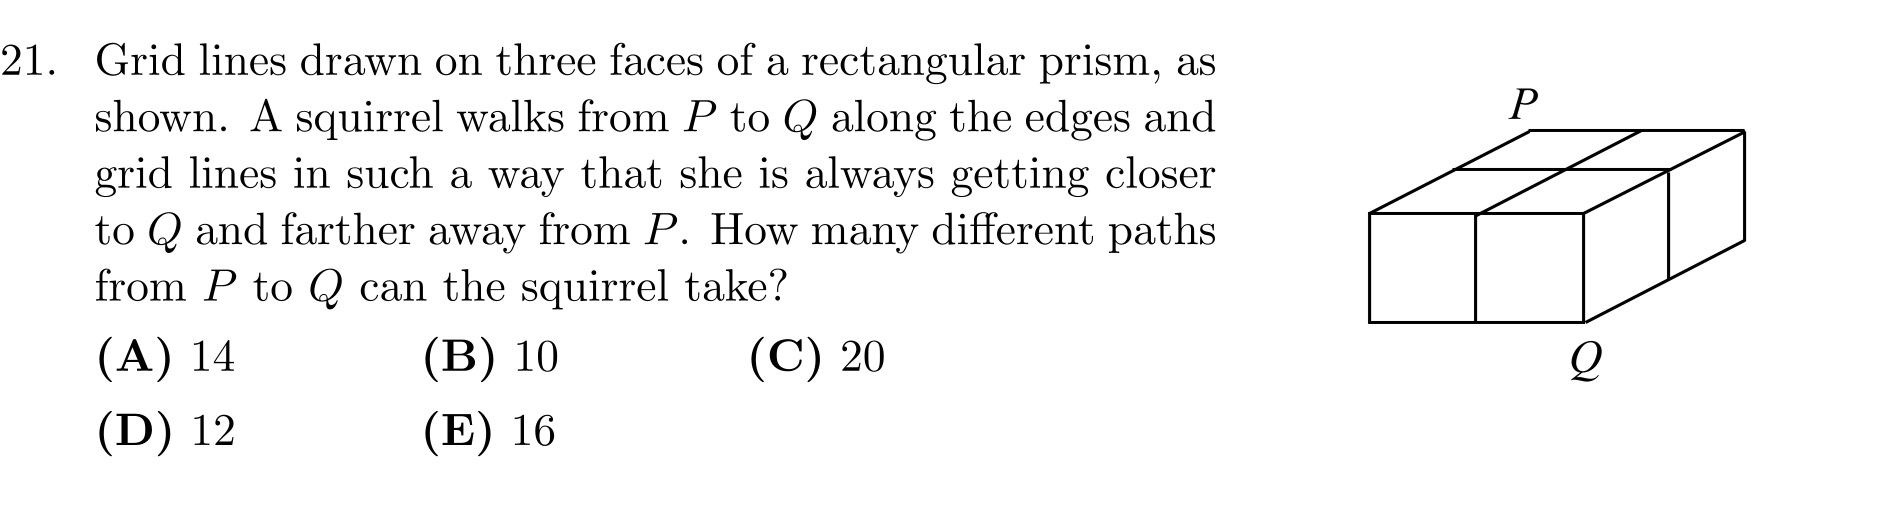 21. Grid lines drawn on three faces of a rectangular prism, as
shown. A squirrel walks from P to Q along the edges and
grid lines in such a way that she is always getting closer
to Q and farther away from P. How many different paths
from P to Q can the squirrel take?
(A) 14 (B) 10 (C) 20
(D) 12 (E) 16
P
Q